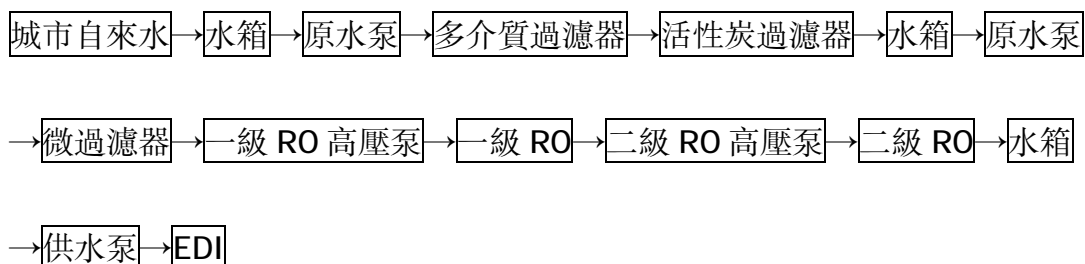 城市自來水→水箱→原水泵→多介質過濾器→活性炭過濾器→水箱→原水泵
→微過濾器→一級 RO 高壓泵→一級 RO→二級 RO 高壓泵→二級 RO→水箱
→供水泵→EDI